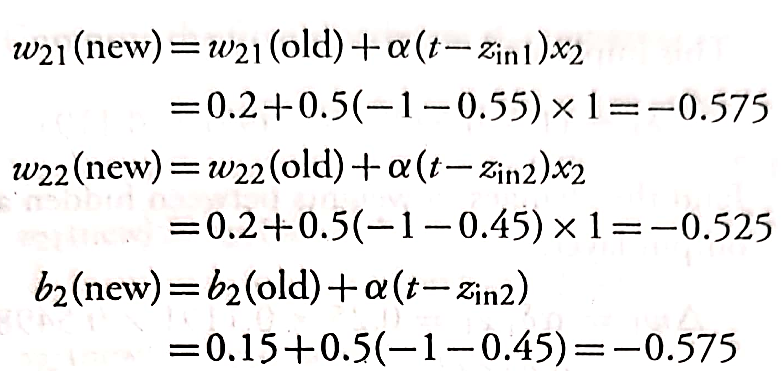 w21(new)=w21(old)+α(t−zin1)x2
=0.2+0.5(−1−0.55)×1=−0.575
w22(new)=w22(old)+α(t−zin2)x2
=0.2+0.5(−1−0.45)×1=−0.525
b2(new)=b2(old)+α(t−zin2)
=0.15+0.5(−1−0.45)=−0.575